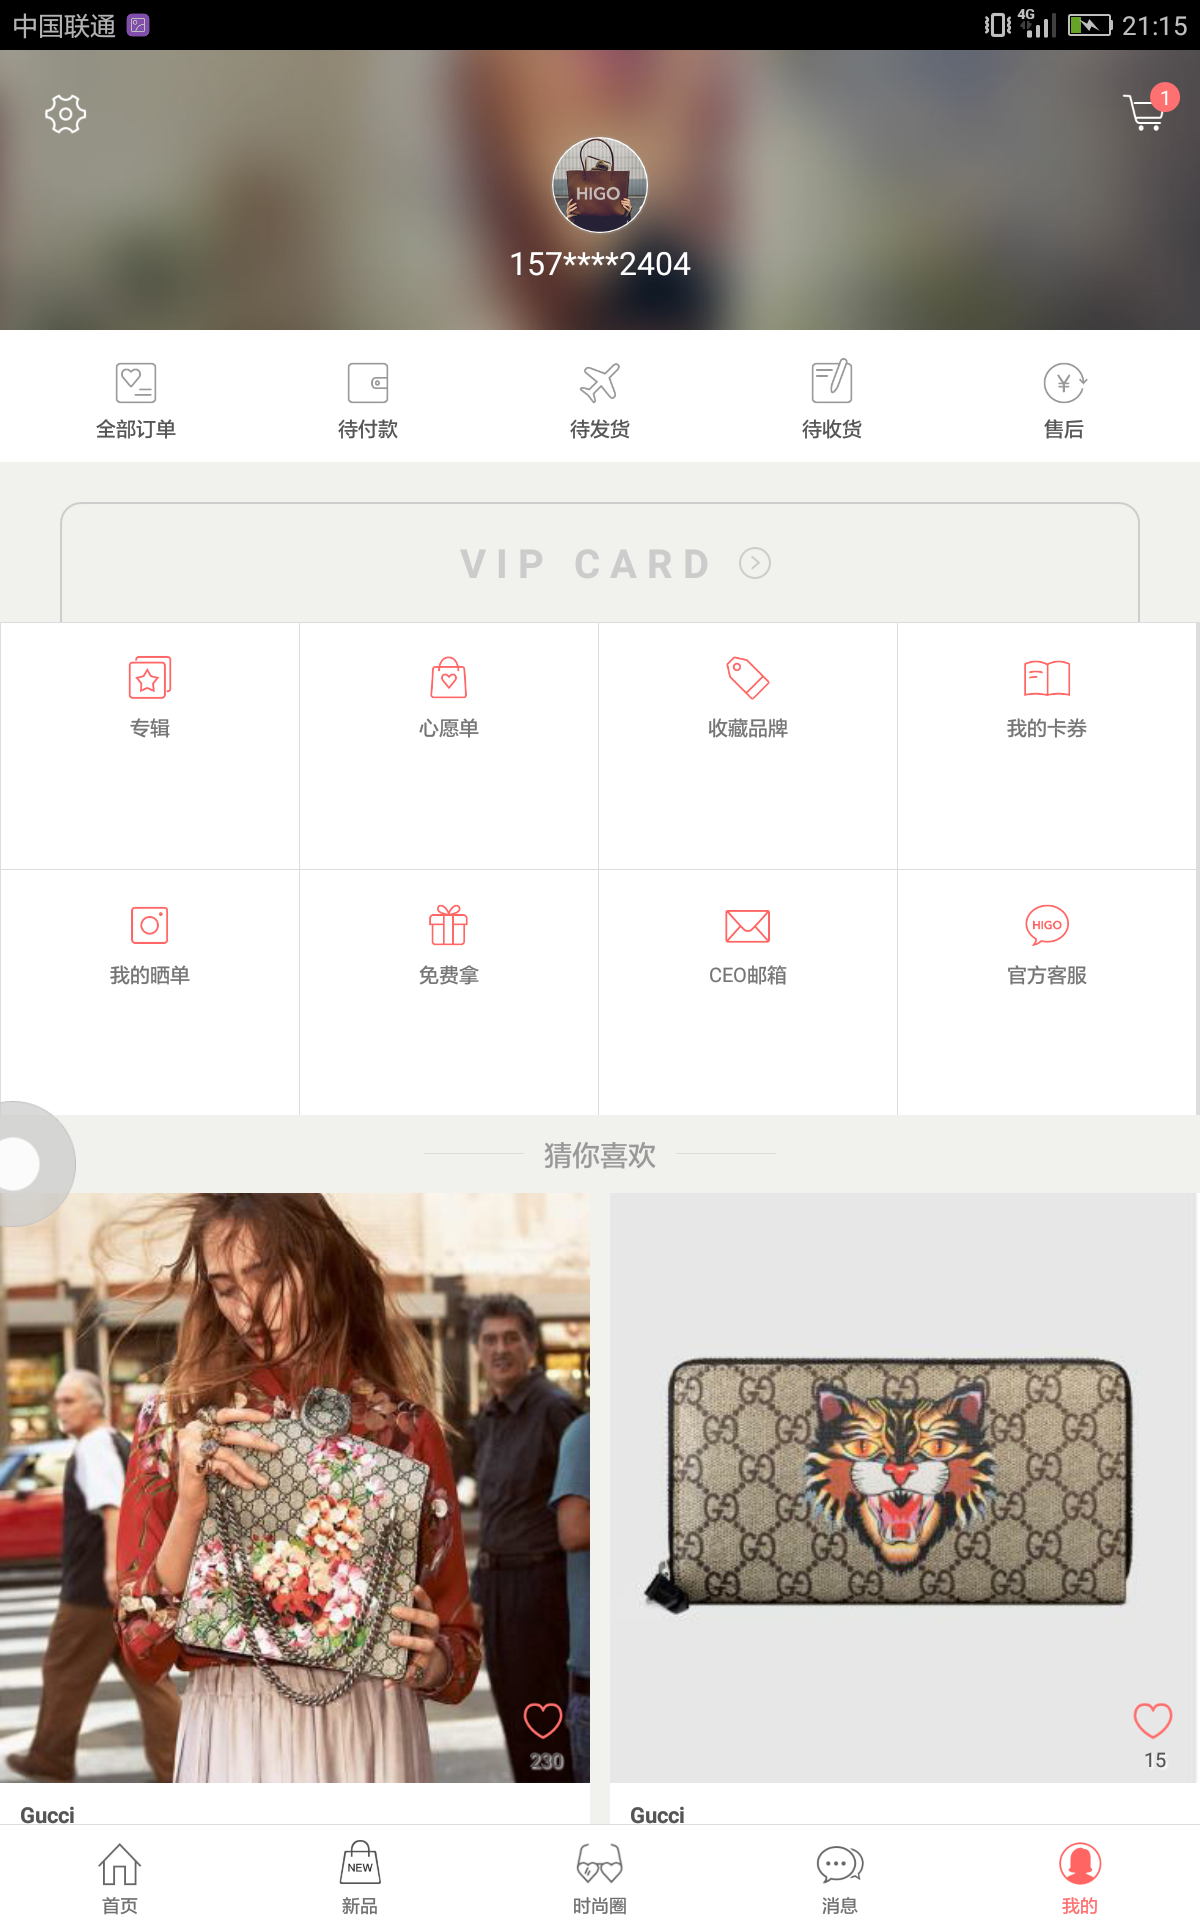 中国联通
4G
21:15
1
HIGO
157****2404
全部订单
待付款
待发货
待收货
售后
VIP CARD
专辑
心愿单
收藏品牌
我的卡券
我的晒单
免费拿
CEO邮箱
HIGO
官方客服
猜你喜欢
230
15
Gucci
Gucci
首页
NEW
新品
时尚圈
消息
我的